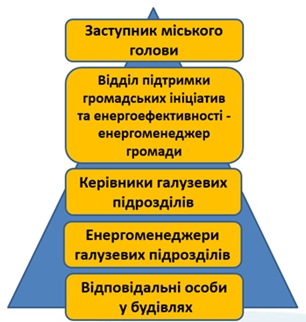 Заступник міського
голови
Відділ підтримки
громадських ініціатив
та енергоефективності -
енергоменеджер
громади
Керівники галузевих
підрозділів
Енергоменеджери
галузевих підрозділів
Відповідальні особи
у будівлях